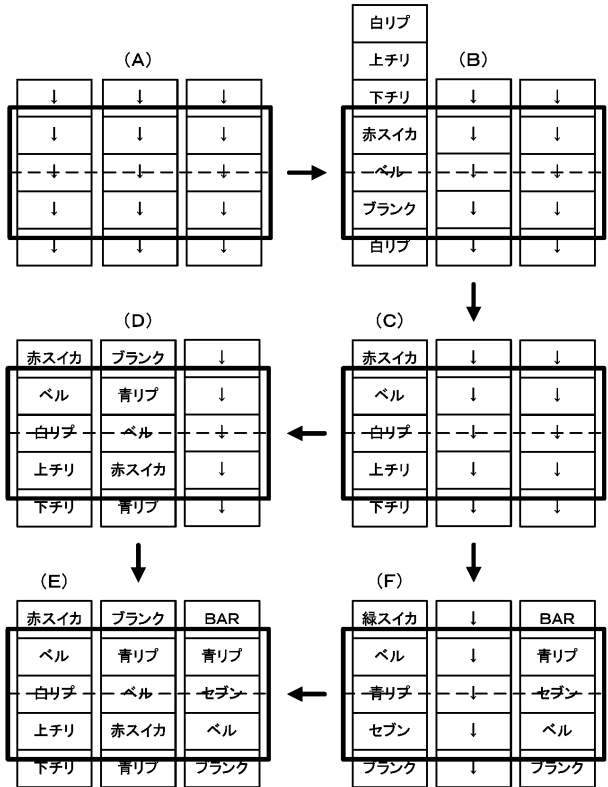 白リプ
上チリ
(A) (B)
↓ ↓ ↓ 下チリ ↓ ↓
↓ ↓ ↓ 赤スイカ ↓ ↓
↓ ↓ ↓ ベル ↓ ↓
↓ ↓ ↓ ブランク ↓ ↓
↓ ↓ ↓ 白リプ ↓ ↓
(D) (C)
赤スイカ ブランク ↓ 赤スイカ ↓ ↓
ベル 青リプ ↓ ベル ↓ ↓
白リプ ベル ↓ 白リプ ↓ ↓
上チリ 赤スイカ ↓ 上チリ ↓ ↓
下チリ 青リプ ↓ 下チリ ↓ ↓
(E) (F)
赤スイカ ブランク BAR 緑スイカ ↓ BAR
ベル 青リプ 青リプ ベル ↓ 青リプ
白リプ ベル セブン 青リプ ↓ セブン
上チリ 赤スイカ ベル セブン ↓ ベル
下チリ 青リプ ブランク ブランク ↓ ブランク